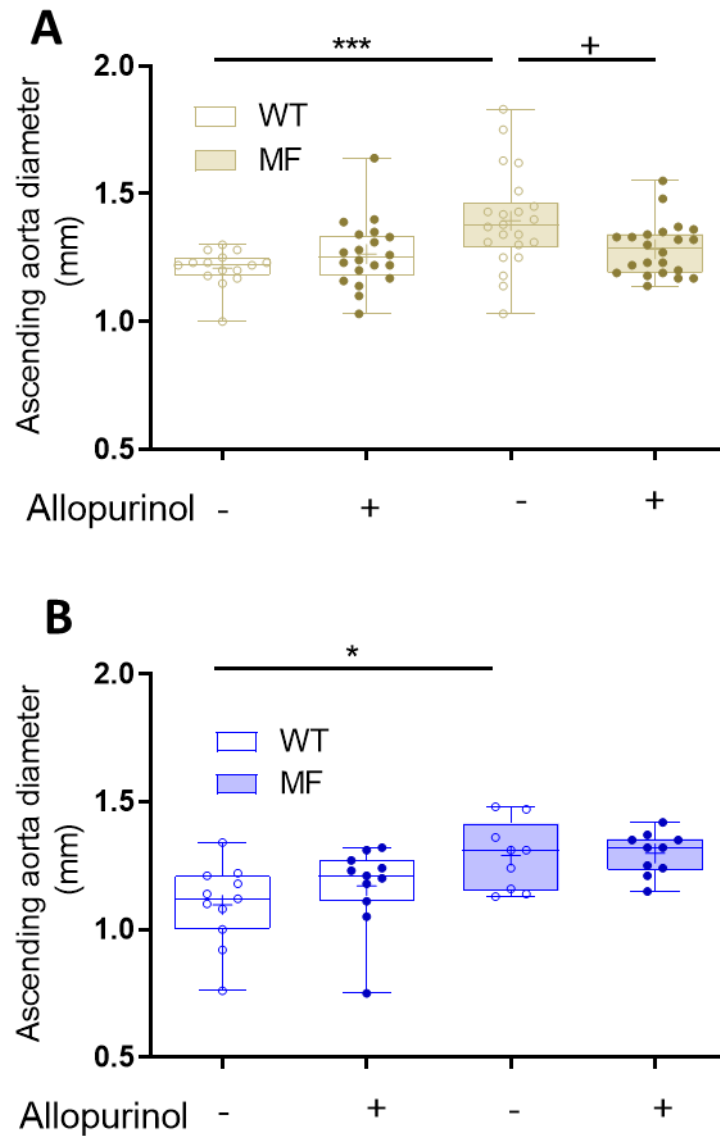 A
*** +
Ascending aorta diameter
(mm)
2.0
1.5
1.0
0.5
WT
MF
Allopurinol - + - +
B
*
Ascending aorta diameter
(mm)
2.0
1.5
1.0
0.5
WT
MF
Allopurinol - + - +